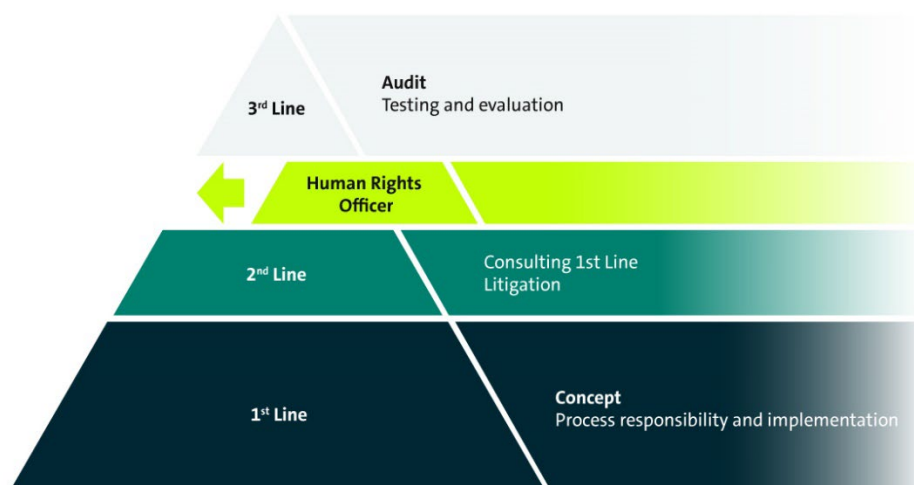 3rd Line
Audit
Testing and evaluation
Human Rights
Officer
2nd Line
Consulting 1st Line
Litigation
1st Line
Concept
Process responsibility and implementation